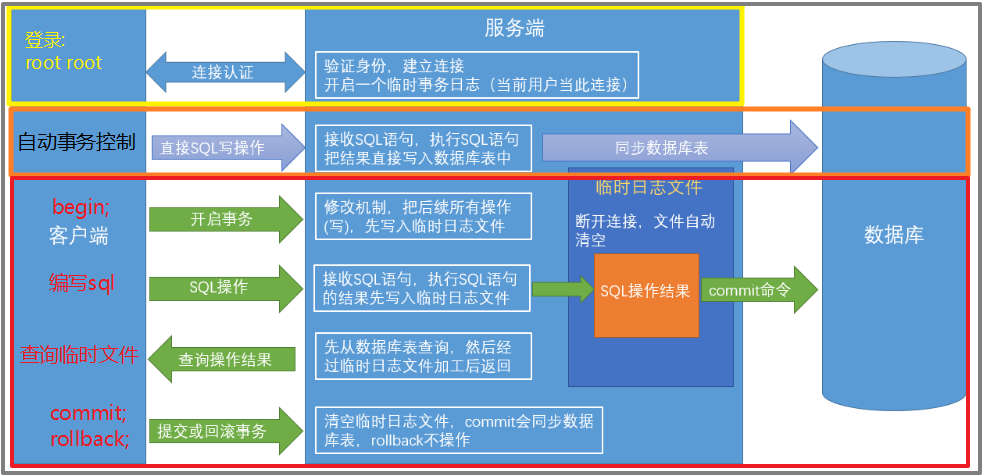 服务端
登录:
root root
连接认证
验证身份，建立连接
开启一个临时事务日志（当前用户当此连接）
自动事务控制
直接SQL写操作
接收SQL语句，执行SQL语句
把结果直接写入数据库表中
同步数据库表
临时日志文件
断开连接，文件自动
清空
begin;
客户端
开启事务
修改机制，把后续所有操作
(写)，先写入临时日志文件
数据库
编写sql
SQL操作
接收SQL语句，执行SQL语句
的结果先写入临时日志文件
SQL操作结果
commit命令
查询临时文件
查询操作结果
先从数据库表查询，然后经
过临时日志文件加工后返回
commit;
rollback;
提交或回滚事务
清空临时日志文件，commit会同步数据
库表，rollback不操作